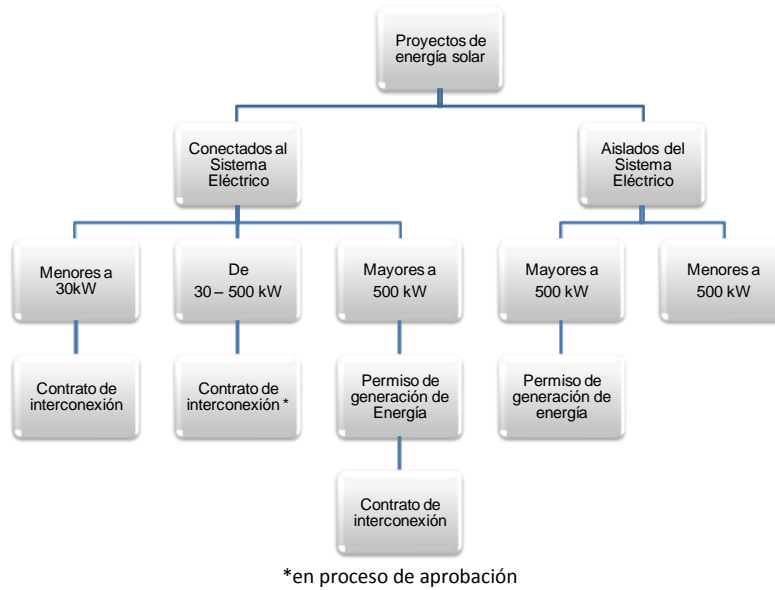 Proyectos de
energía solar
Conectados al
Sistema
Eléctrico
Aislados del
Sistema
Eléctrico
Menores a
30kW
De
30 – 500 kW
Mayores a
500 kW
Mayores a
500 kW
Menores a
500 kW
Contrato de
interconexión
Contrato de
interconexión *
Permiso de
generación de
Energía
Permiso de
generación de
energía
Contrato de
interconexión
*en proceso de aprobación